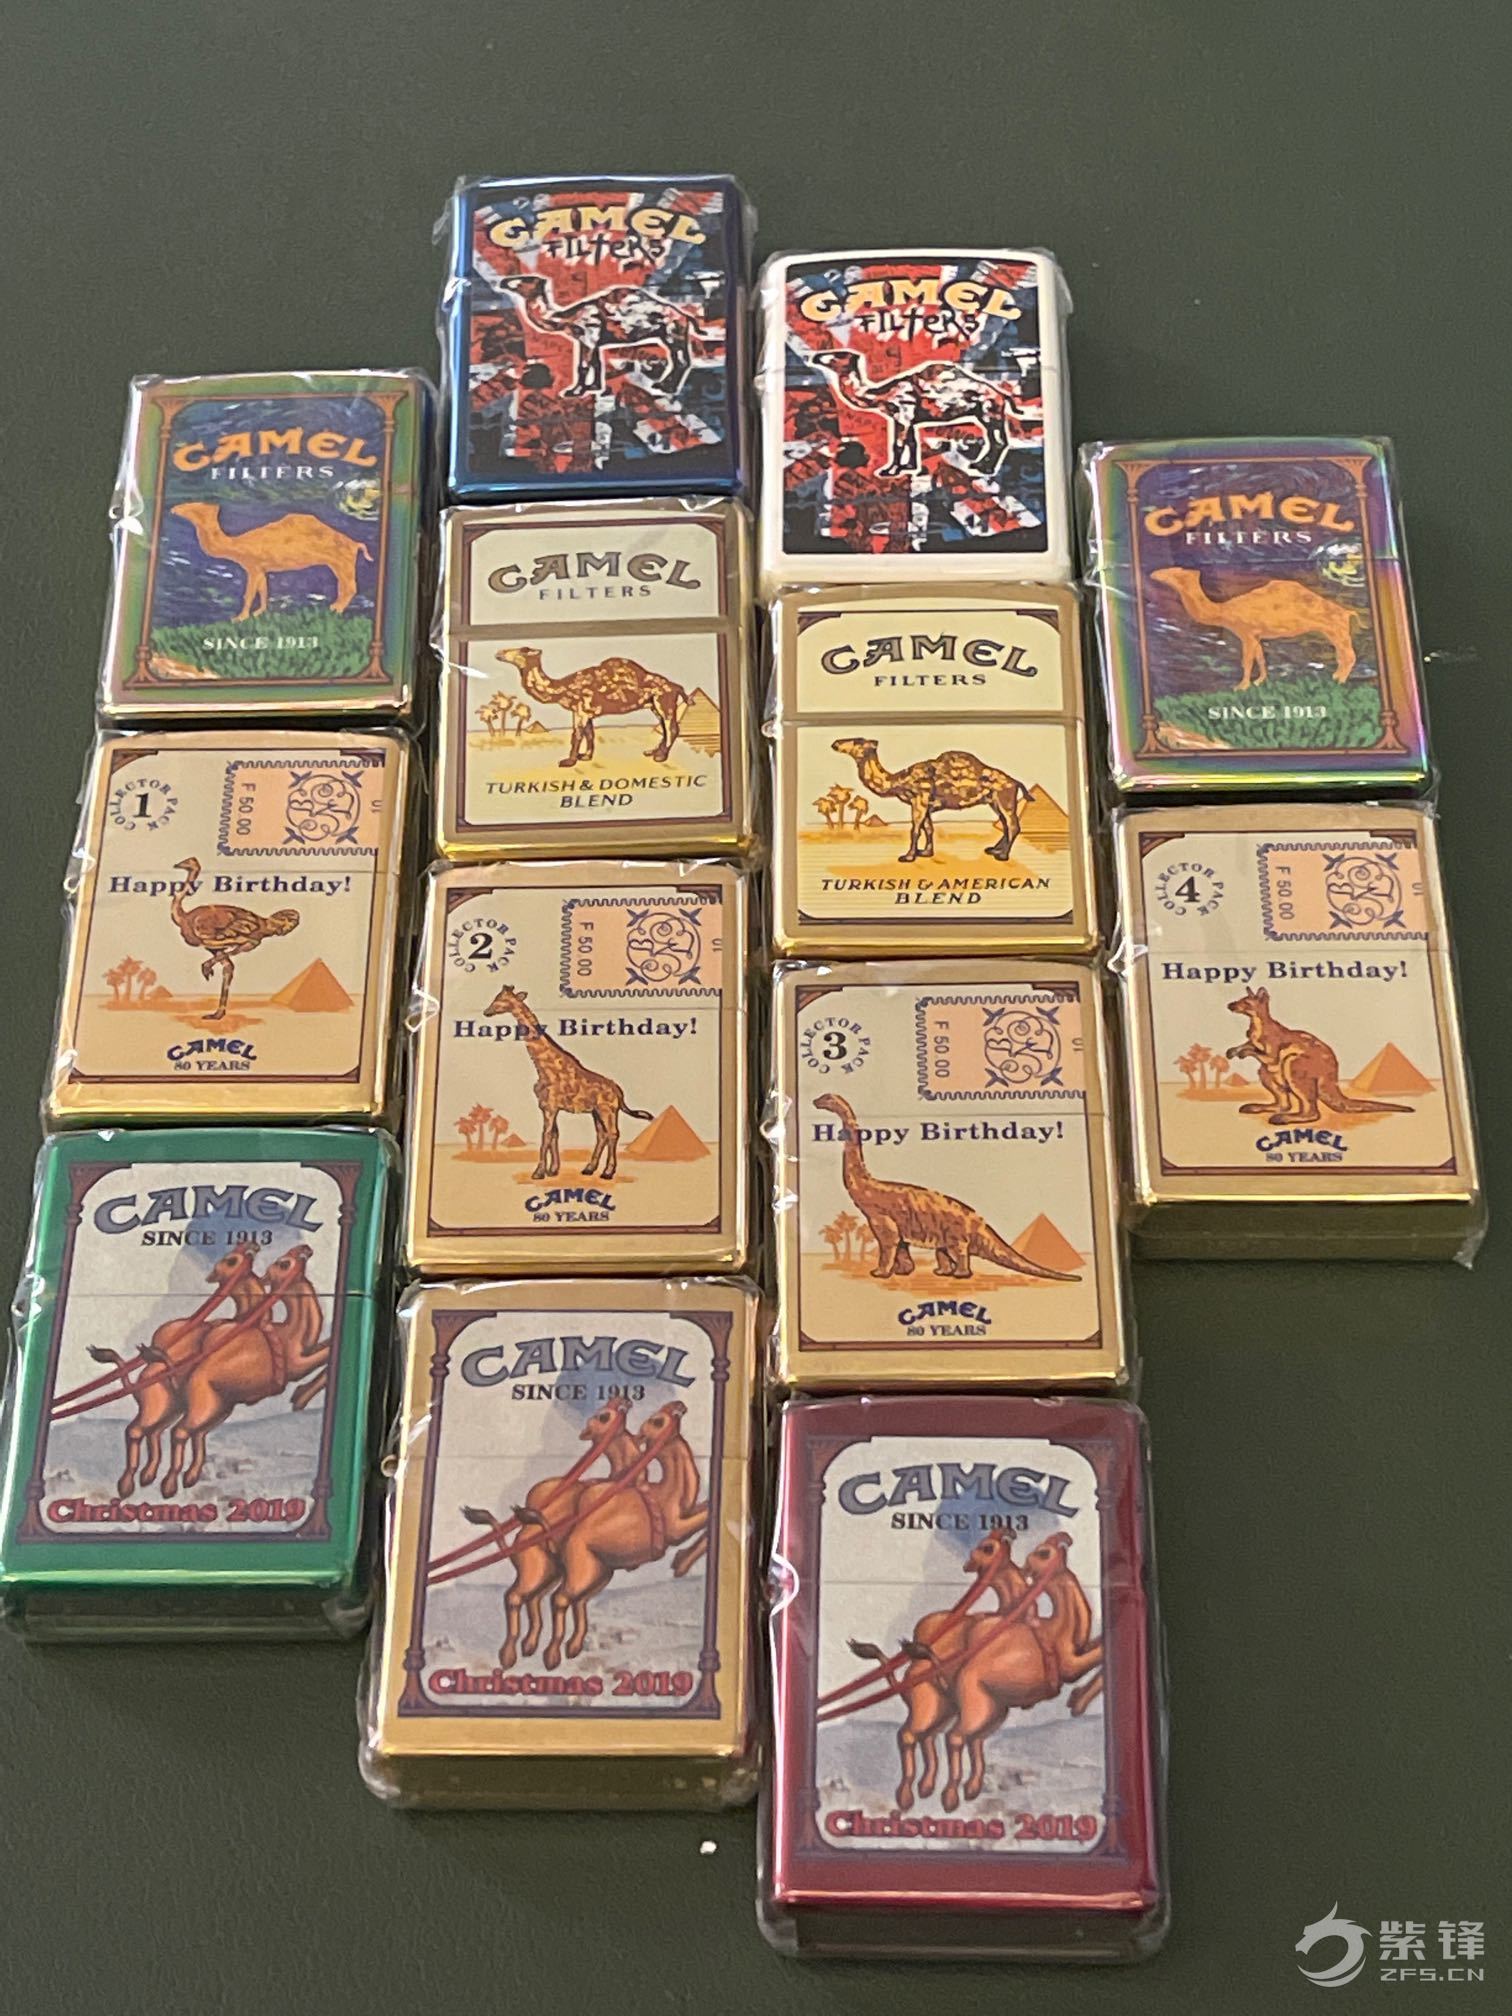 CAMEL
FILTERS
CAMEL
FILTERS
CAMEL
FILTERS
SINCE 1913
CAMEL
FILTERS
TURKISH & DOMESTIC
BLEND
CAMEL
FILTERS
TURKISH & AMERICAN
BLEND
CAMEL
FILTERS
SINCE 1913
COLLECTOR PACK
1
F 50.00
Happy Birthday!
CAMEL
80 YEARS
COLLECTOR PACK
2
F 50.00
Happy Birthday!
CAMEL
80 YEARS
COLLECTOR PACK
3
F 50.00
Happy Birthday!
CAMEL
80 YEARS
COLLECTOR PACK
4
F 50.00
Happy Birthday!
CAMEL
80 YEARS
CAMEL
SINCE 1913
Christmas 2019
CAMEL
SINCE 1913
Christmas 2019
CAMEL
SINCE 1913
Christmas 2019
紫锋
ZFS.CN